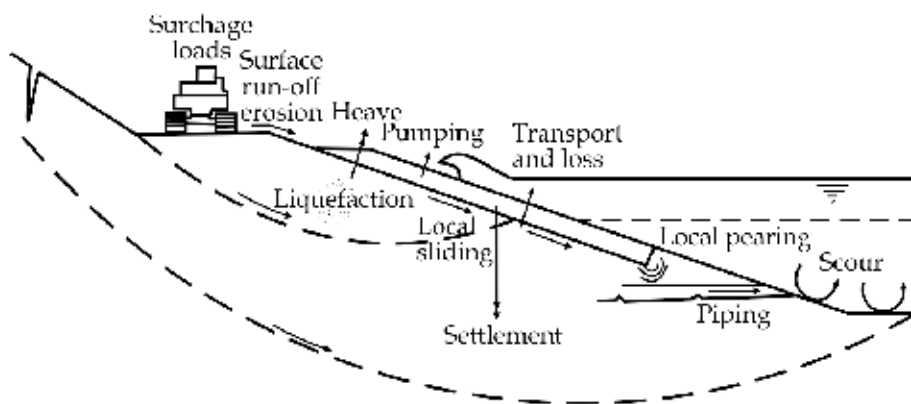 Surchage
loads
Surface
run-off
erosion
Heave
Pumping
Transport
and loss
Liquefaction
Local
sliding
Local pearing
Scour
Piping
Settlement